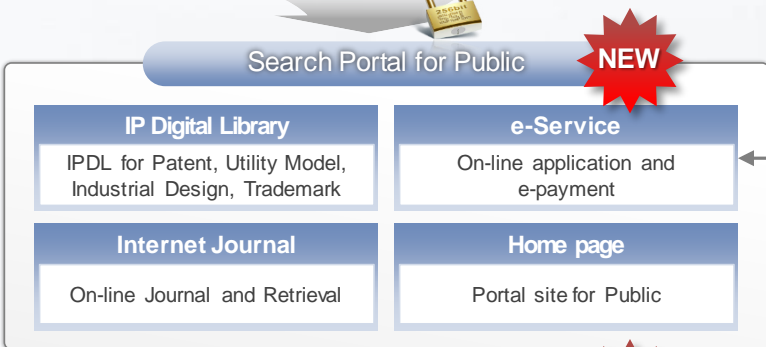 256bit
Search Portal for Public
NEW
IP Digital Library
IPDL for Patent, Utility Model,
Industrial Design, Trademark
e-Service
On-line application and
e-payment
Internet Journal
On-line Journal and Retrieval
Home page
Portal site for Public